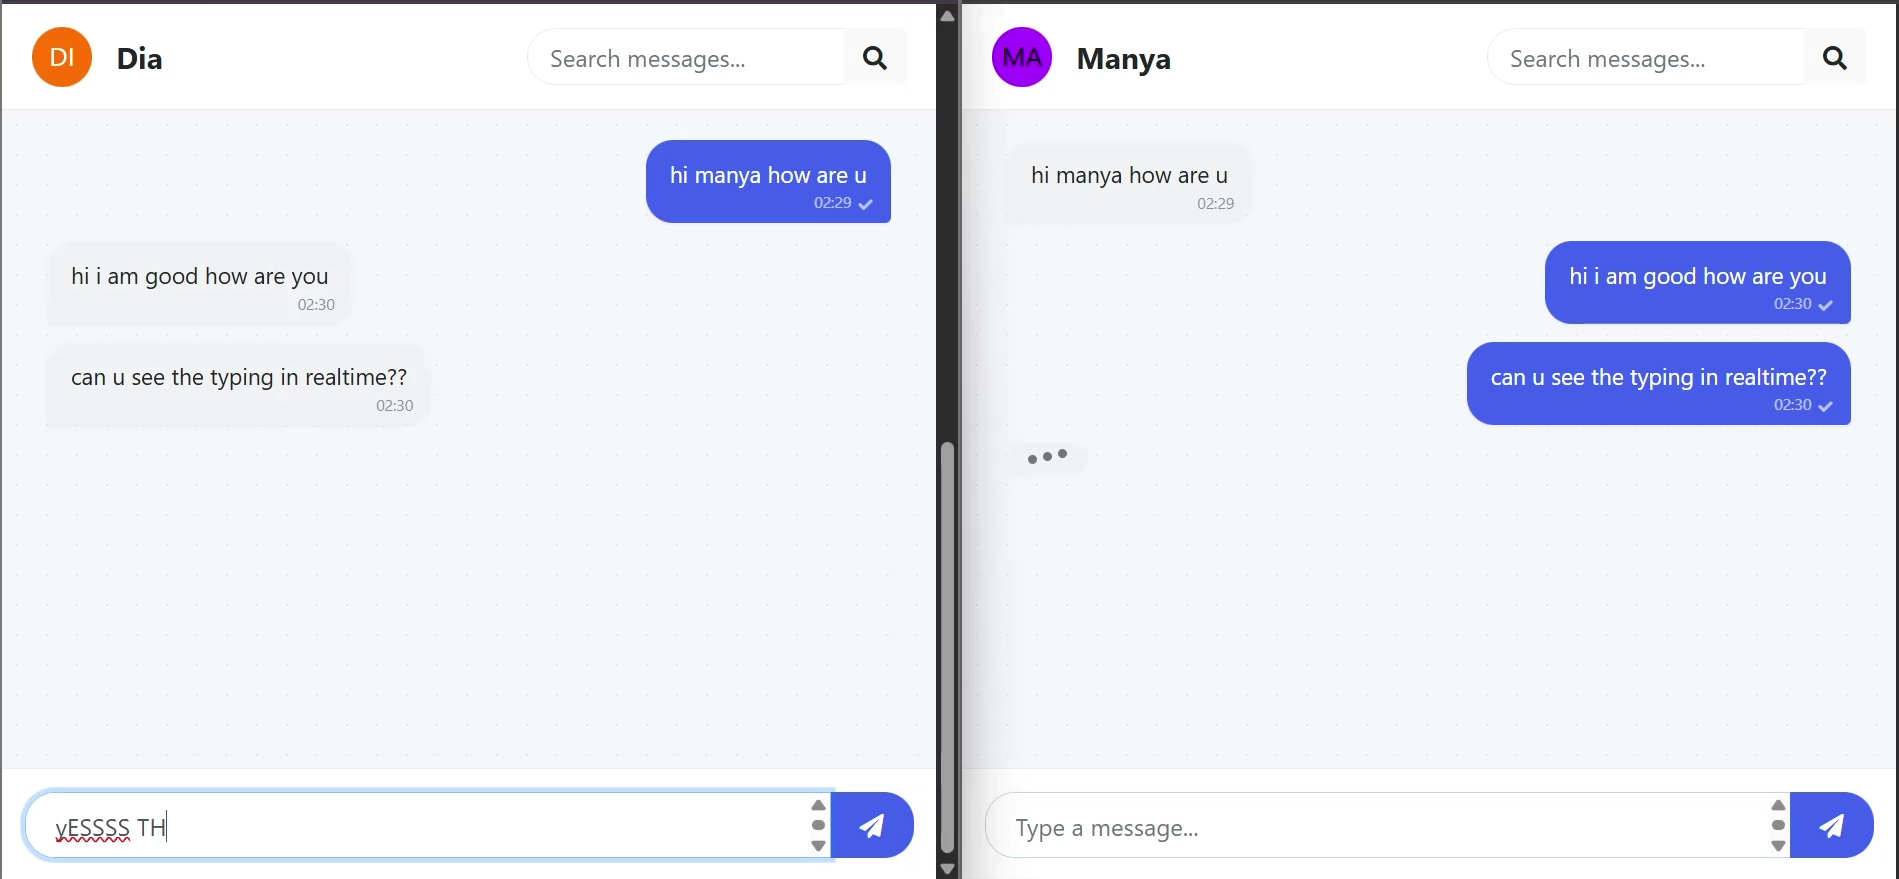 DI Dia Search messages...
hi manya how are u
02:29
hi i am good how are you
02:30
can u see the typing in realtime??
02:30
yESSSS TH
MA Manya Search messages...
hi manya how are u
02:29
hi i am good how are you
02:30
can u see the typing in realtime??
02:30
Type a message...